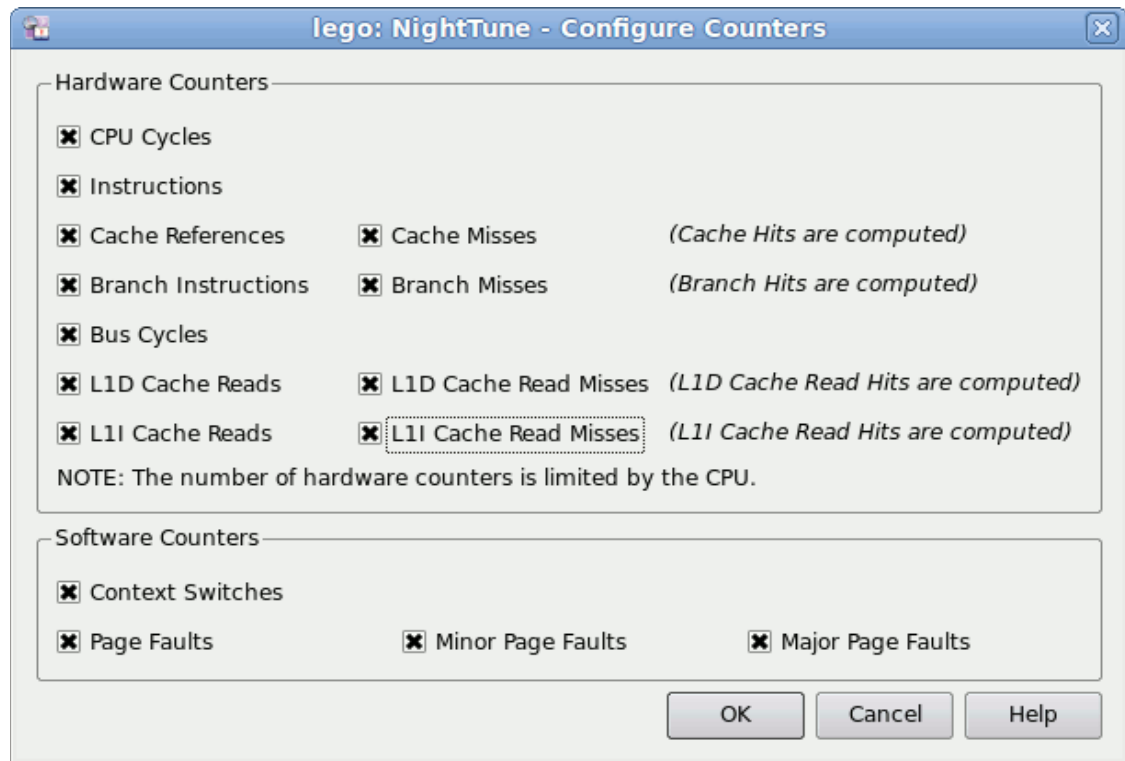 lego: NightTune - Configure Counters
Hardware Counters
CPU Cycles
Instructions
Cache References Cache Misses (Cache Hits are computed)
Branch Instructions Branch Misses (Branch Hits are computed)
Bus Cycles
L1D Cache Reads L1D Cache Read Misses (L1D Cache Read Hits are computed)
L1I Cache Reads L1I Cache Read Misses (L1I Cache Read Hits are computed)
NOTE: The number of hardware counters is limited by the CPU.
Software Counters
Context Switches
Page Faults Minor Page Faults Major Page Faults
OK Cancel Help